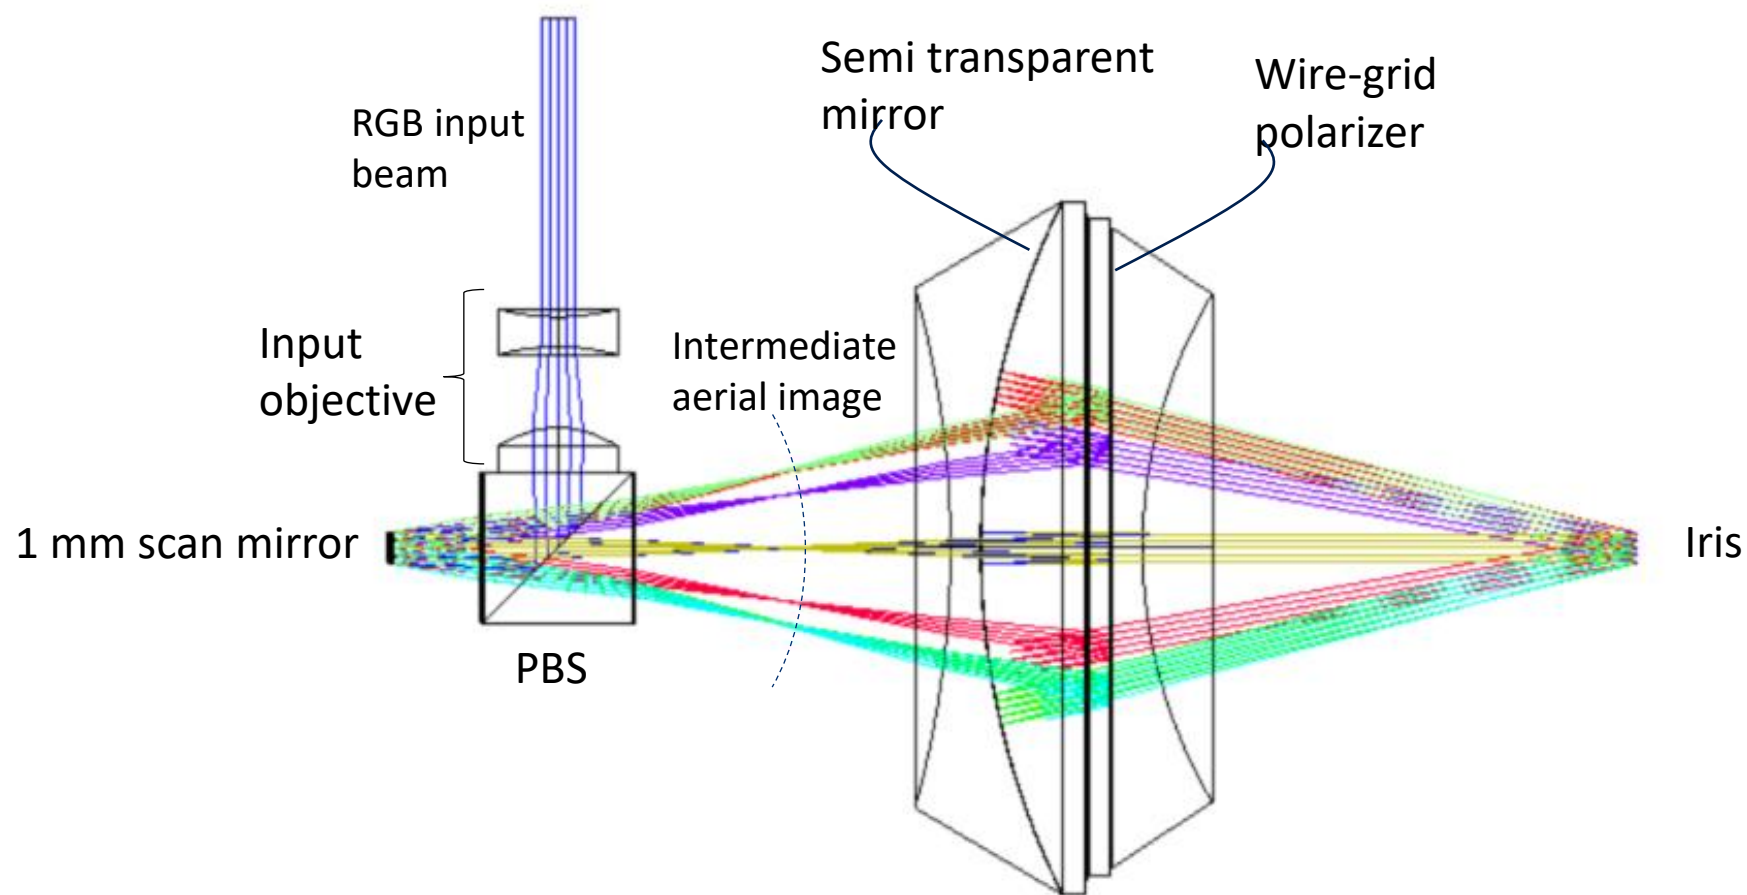 Semi transparent
mirror
Wire-grid
polarizer
RGB input
beam
Input
objective
Intermediate
aerial image
1 mm scan mirror
Iris
PBS